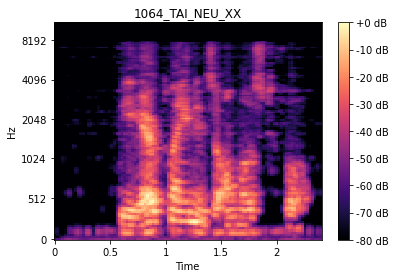 1064_TAI_NEU_XX
+0 dB
8192
-10 dB
4096
-20 dB
-30 dB
2048
Hz
-40 dB
1024
-50 dB
512
-60 dB
-70 dB
0
-80 dB
0 0.5 1 1.5 2
Time